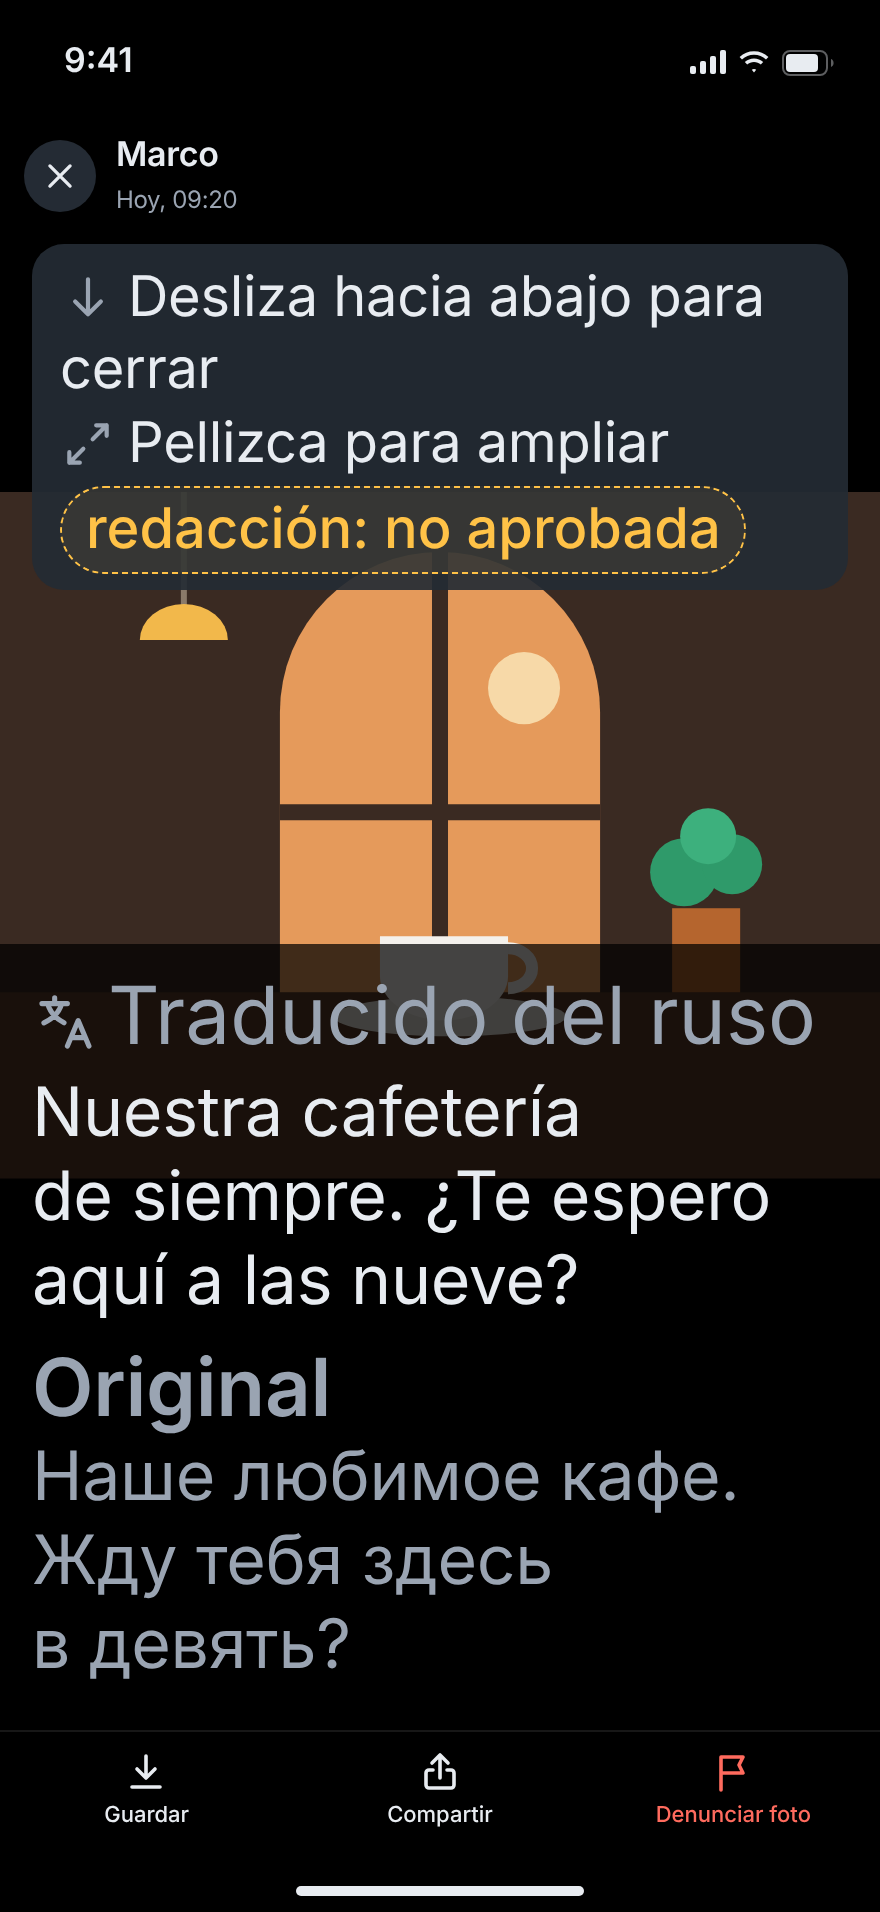 9:41
Marco
Hoy, 09:20
Desliza hacia abajo para
cerrar
Pellizca para ampliar
redacción: no aprobada
Traducido del ruso
Nuestra cafetería
de siempre. ¿Te espero
aquí a las nueve?
Original
Наше любимое кафе.
Жду тебя здесь
в девять?
Guardar
Compartir
Denunciar foto